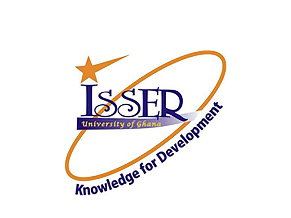 ISSER
University of Ghana
Knowledge for Development